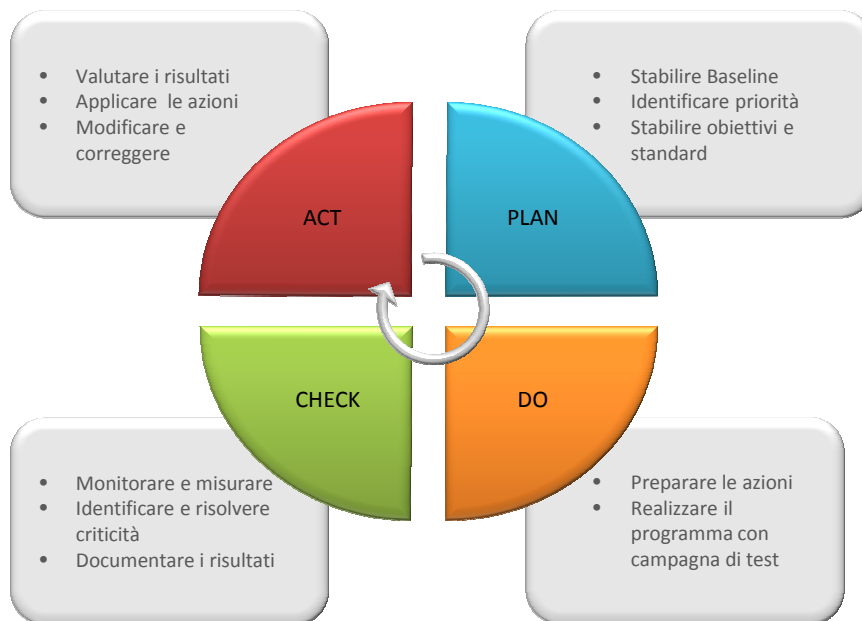 • Valutare i risultati
• Applicare le azioni
• Modificare e
correggere
• Stabilire Baseline
• Identificare priorità
• Stabilire obiettivi e
standard
ACT
PLAN
CHECK
DO
• Monitorare e misurare
• Identificare e risolvere
criticità
• Documentare i risultati
• Preparare le azioni
• Realizzare il
programma con
campagna di test